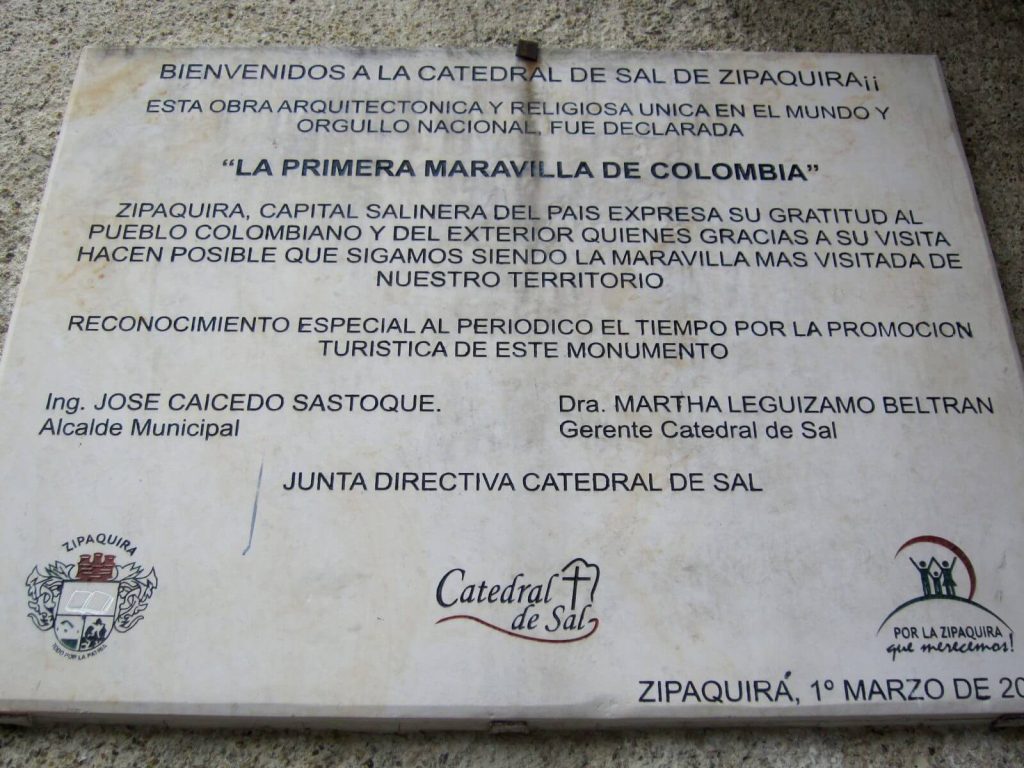 BIENVENIDOS A LA CATEDRAL DE SAL DE ZIPAQUIRA¡¡
ESTA OBRA ARQUITECTONICA Y RELIGIOSA UNICA EN EL MUNDO Y
ORGULLO NACIONAL, FUE DECLARADA
“LA PRIMERA MARAVILLA DE COLOMBIA”
ZIPAQUIRA, CAPITAL SALINERA DEL PAIS EXPRESA SU GRATITUD AL
PUEBLO COLOMBIANO Y DEL EXTERIOR QUIENES GRACIAS A SU VISITA
HACEN POSIBLE QUE SIGAMOS SIENDO LA MARAVILLA MAS VISITADA DE
NUESTRO TERRITORIO
RECONOCIMIENTO ESPECIAL AL PERIODICO EL TIEMPO POR LA PROMOCION
TURISTICA DE ESTE MONUMENTO
Ing. JOSE CAICEDO SASTOQUE.
Alcalde Municipal
Dra. MARTHA LEGUIZAMO BELTRAN
Gerente Catedral de Sal
JUNTA DIRECTIVA CATEDRAL DE SAL
ZIPAQUIRA
TODO POR LA PATRIA
Catedral
de Sal
POR LA ZIPAQUIRA
que merecemos!
ZIPAQUIRÁ, 1º MARZO DE 20